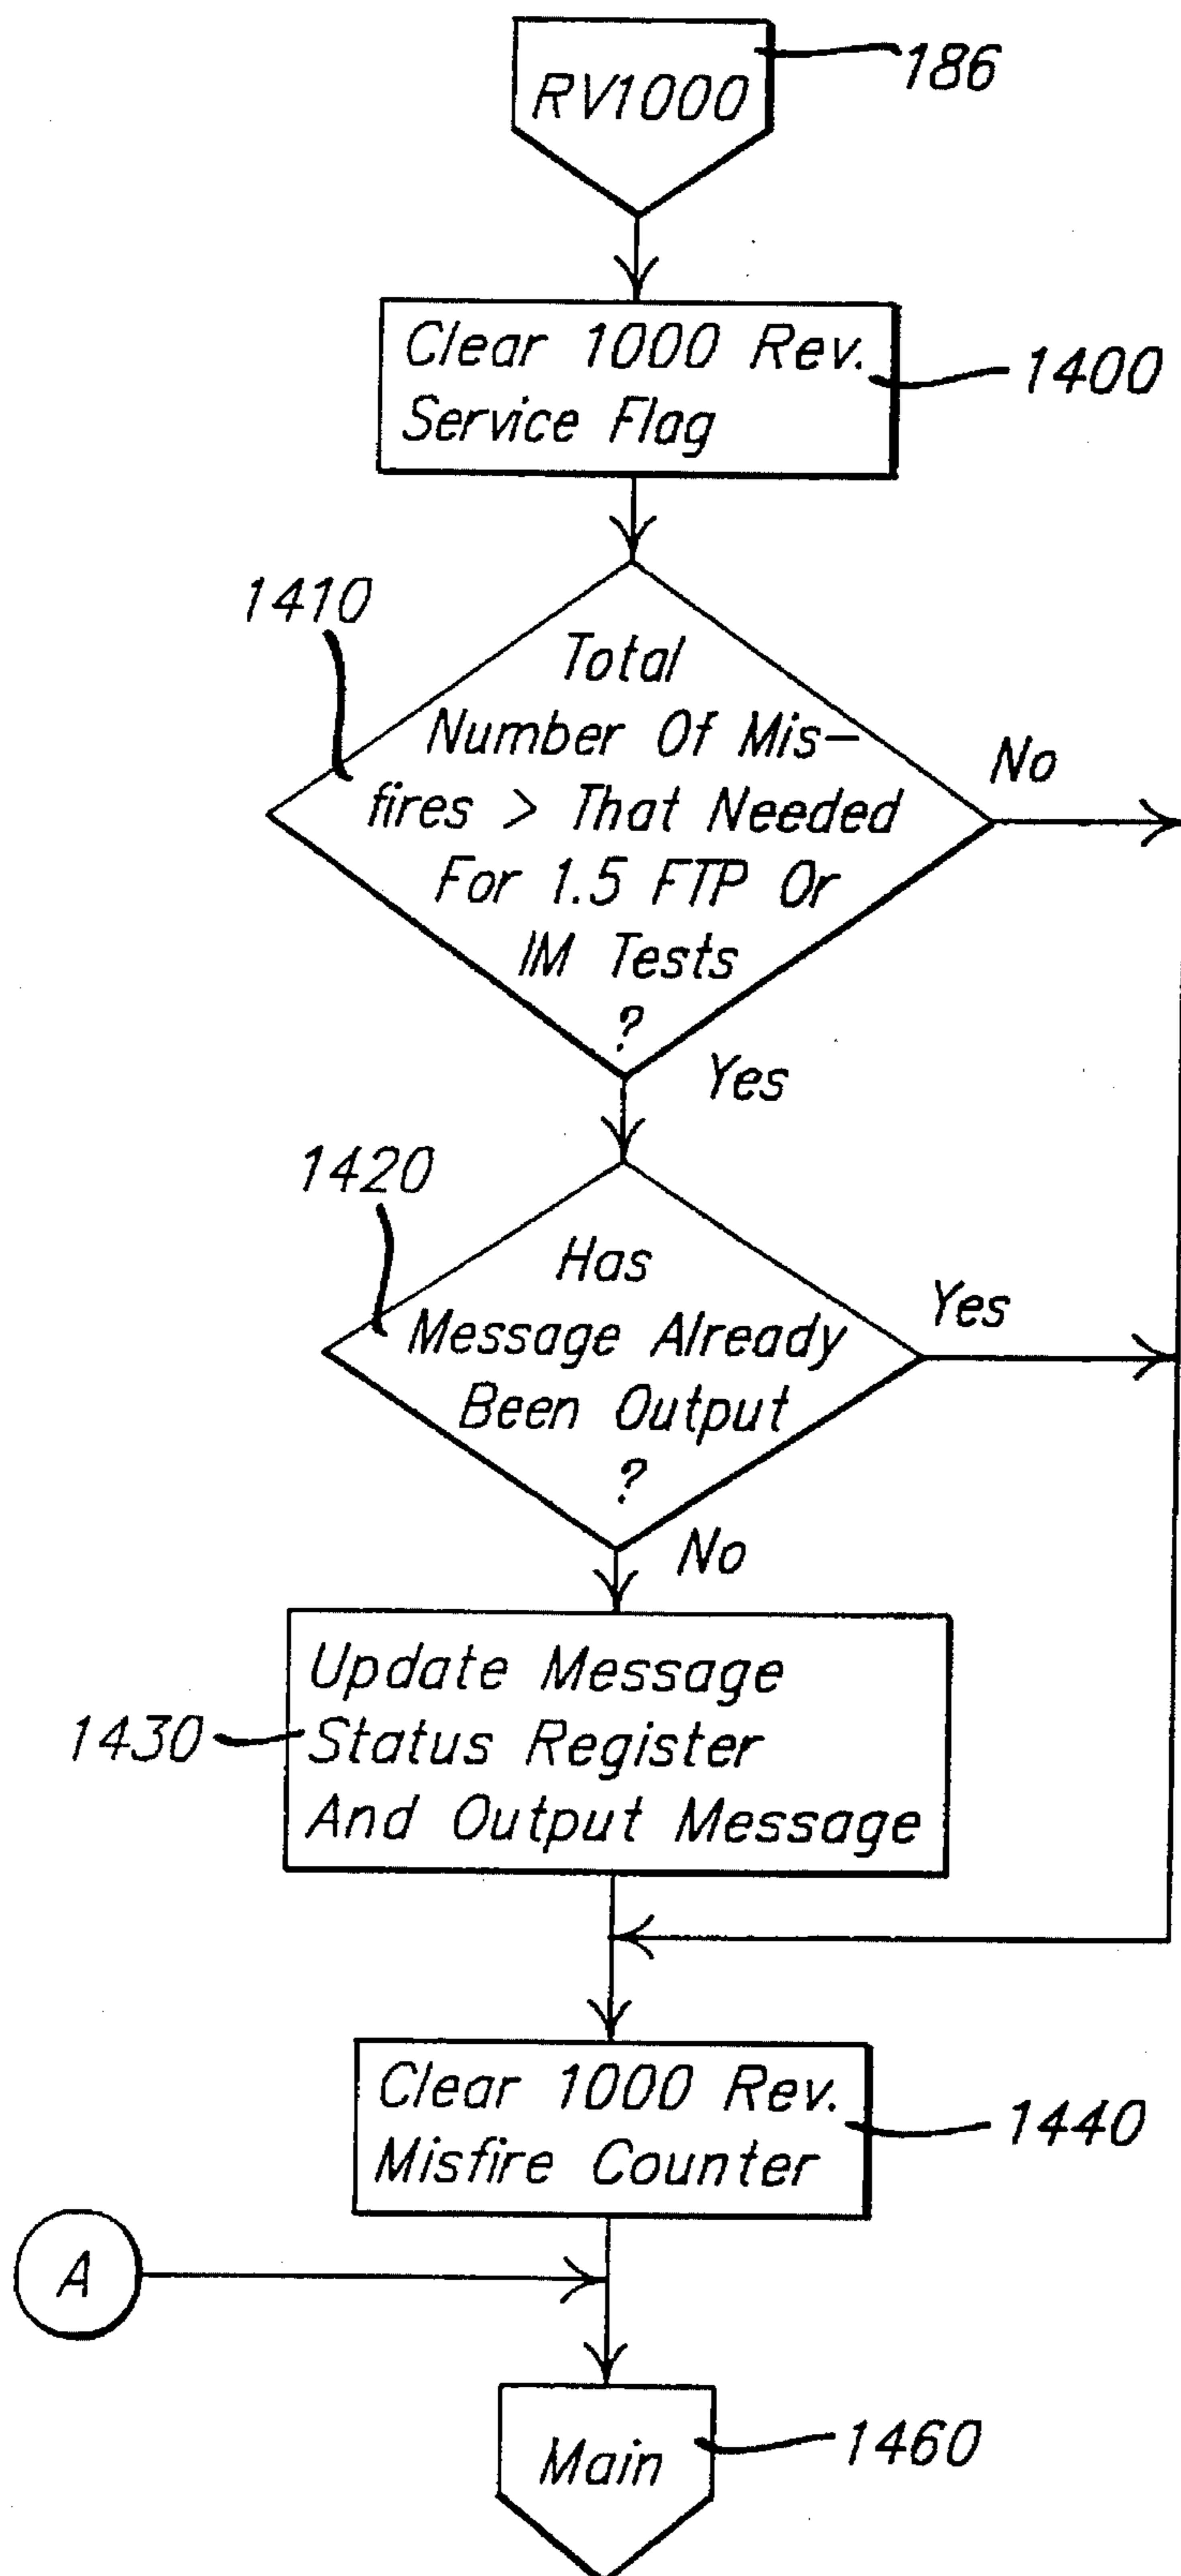 RV1000
186
Clear 1000 Rev.
Service Flag
1400
1410
Total
Number Of Mis-
fires > That Needed
For 1.5 FTP Or
IM Tests
?
No
Yes
1420
Has
Message Already
Been Output
?
Yes
No
1430
Update Message
Status Register
And Output Message
Clear 1000 Rev.
Misfire Counter
1440
A
Main
1460